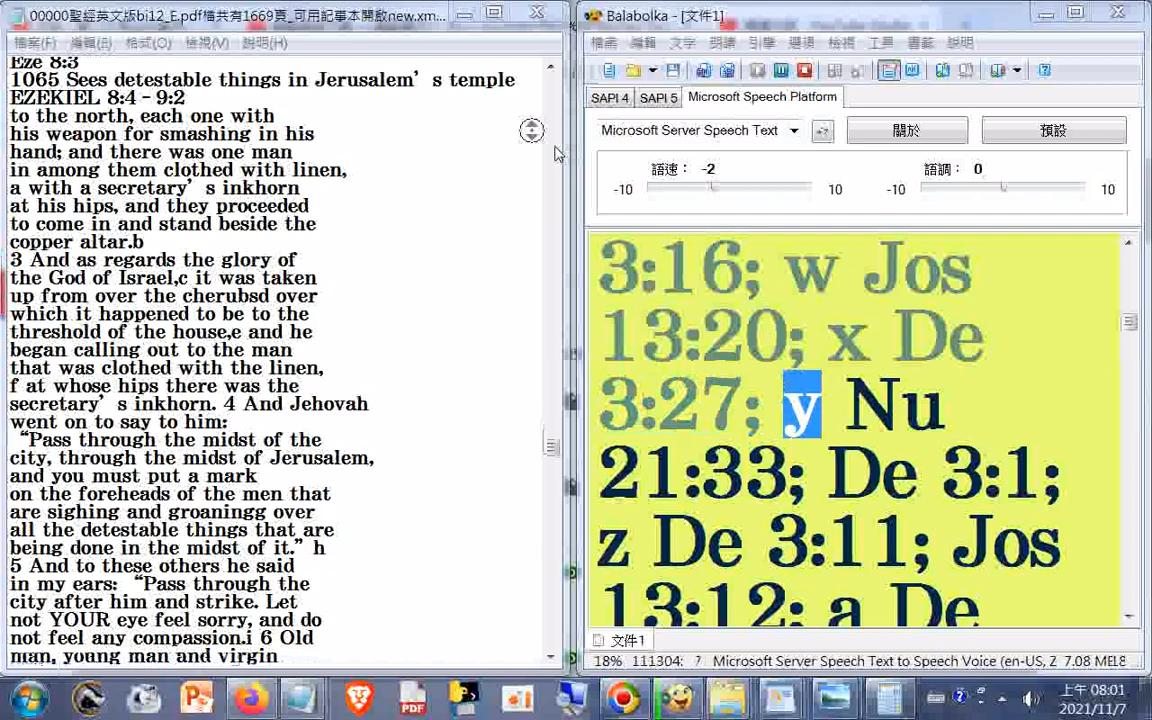 00000聖經英文版bi12_E.pdf檔共有1669頁_可用記事本開啟new.xm...
檔案(F) 編輯(E) 格式(O) 檢視(V) 說明(H)
Eze 8:3
1065 Sees detestable things in Jerusalem’s temple
EZEKIEL 8:4 - 9:2
to the north, each one with
his weapon for smashing in his
hand; and there was one man
in among them clothed with linen,
a with a secretary’s inkhorn
at his hips, and they proceeded
to come in and stand beside the
copper altar.b
3 And as regards the glory of
the God of Israel,c it was taken
up from over the cherubsd over
which it happened to be to the
threshold of the house,e and he
began calling out to the man
that was clothed with the linen,
f at whose hips there was the
secretary’s inkhorn. 4 And Jehovah
went on to say to him:
“Pass through the midst of the
city, through the midst of Jerusalem,
and you must put a mark
on the foreheads of the men that
are sighing and groaningg over
all the detestable things that are
being done in the midst of it.” h
5 And to these others he said
in my ears: “Pass through the
city after him and strike. Let
not YOUR eye feel sorry, and do
not feel any compassion.i 6 Old
man, young man and virgin
Balabolka - [文件1]
檔案 編輯 文字 朗讀 引擎 選項 檢視 工具 書籤 說明
SAPI 4 SAPI 5 Microsoft Speech Platform
Microsoft Server Speech Text +? 關於 預設
語速： -2 語調： 0
-10 10 -10 10
3:16; w Jos
13:20; x De
3:27; y Nu
21:33; De 3:1;
z De 3:11; Jos
13:12; a De
文件1
18% 111304: ? Microsoft Server Speech Text to Speech Voice (en-US, Z 7.08 MEL8
PDF
上午 08:01
2021/11/7